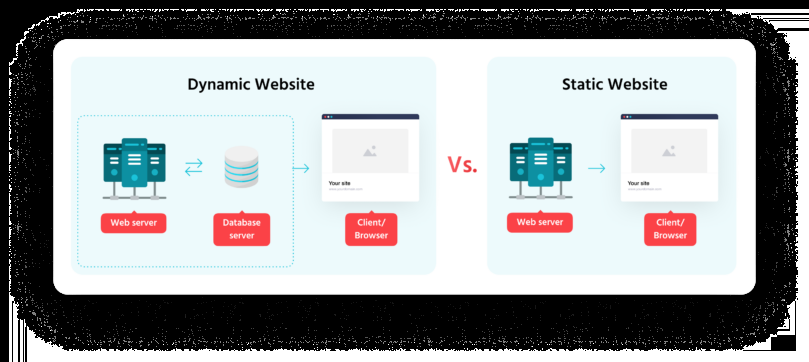 Dynamic Website
Static Website
Vs.
Your site
Your site
Web server
Database
server
Client/
Browser
Web server
Client/
Browser